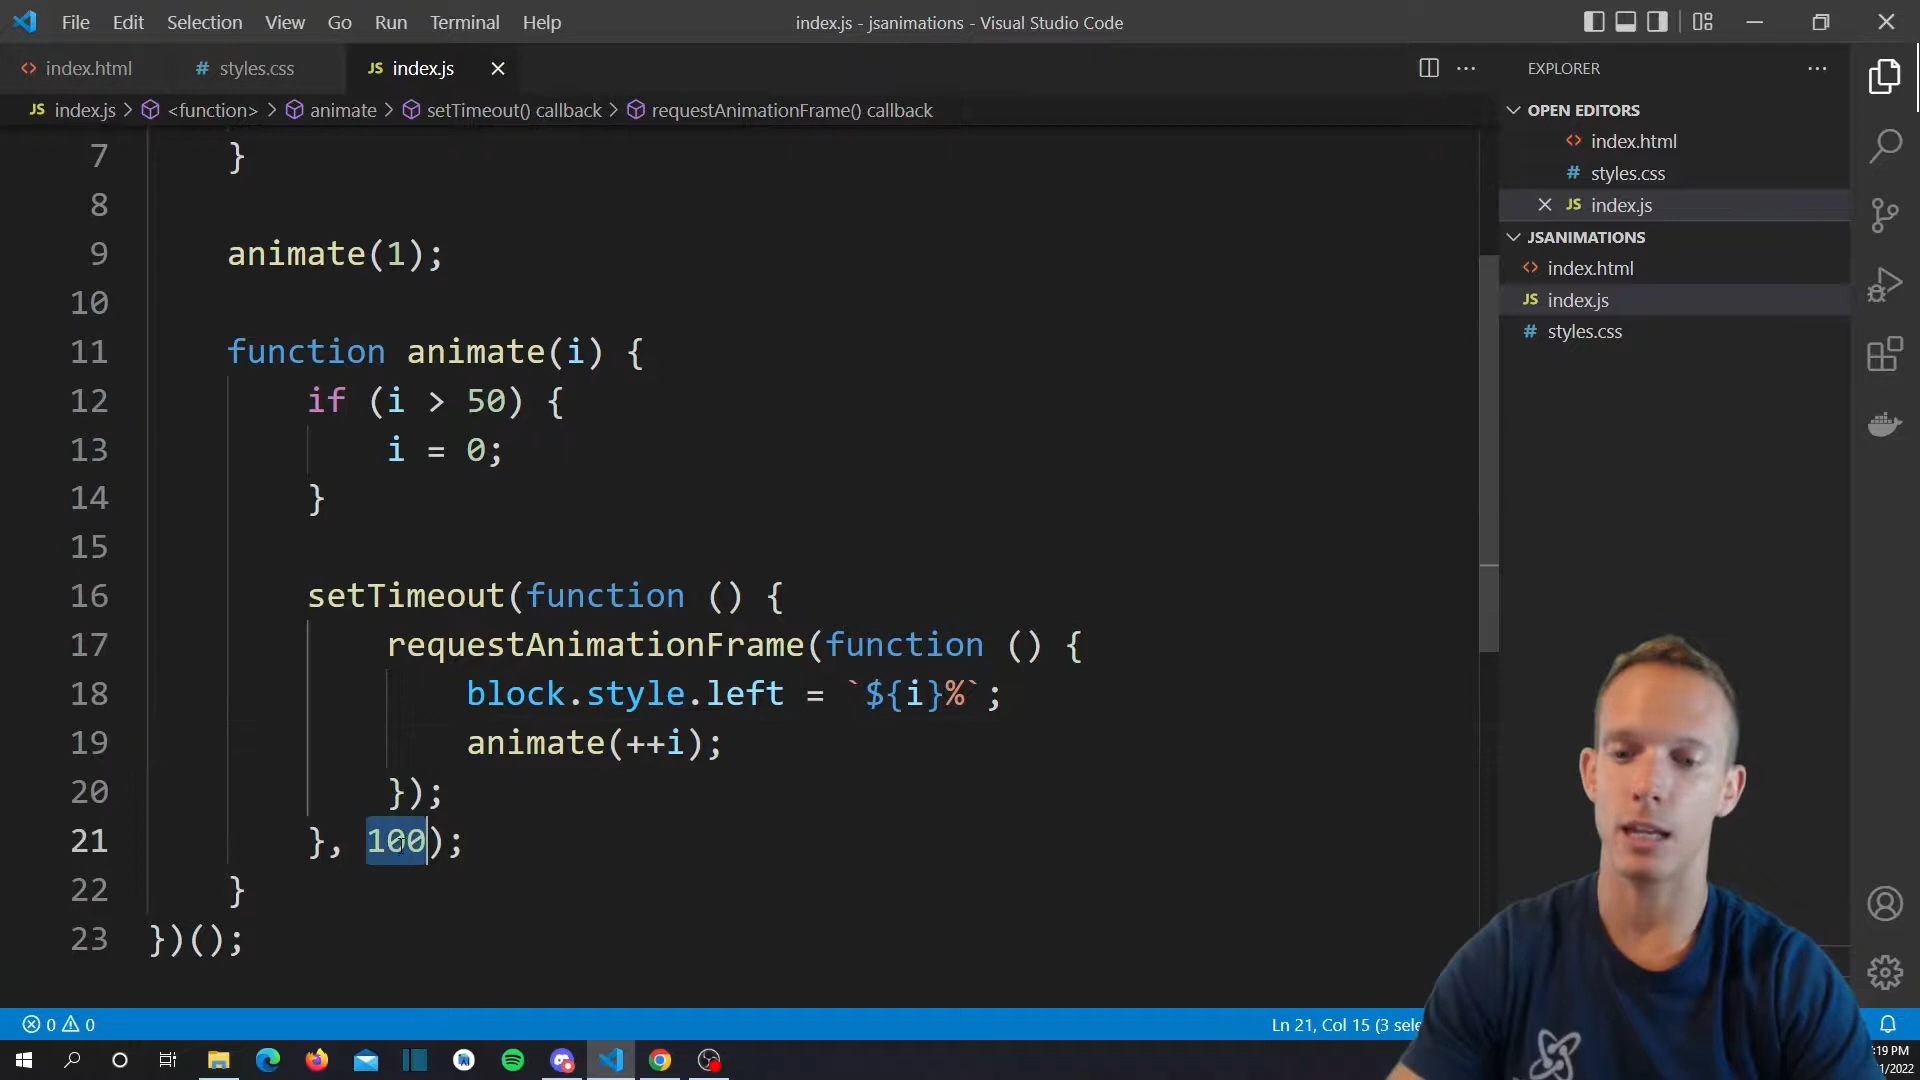 File Edit Selection View Go Run Terminal Help
index.js - jsanimations - Visual Studio Code
index.html
# styles.css
JS index.js
EXPLORER
JS index.js > <function> > animate > setTimeout() callback > requestAnimationFrame() callback
OPEN EDITORS
index.html
# styles.css
JS index.js
JSANIMATIONS
index.html
JS index.js
# styles.css
7 }
8
9 animate(1);
10
11 function animate(i) {
12 if (i > 50) {
13 i = 0;
14 }
15
16 setTimeout(function () {
17 requestAnimationFrame(function () {
18 block.style.left = `${i}%`;
19 animate(++i);
20 });
21 }, 100);
22 }
23 })();
0 0
Ln 21, Col 15 (3 sele
:19 PM
1/2022